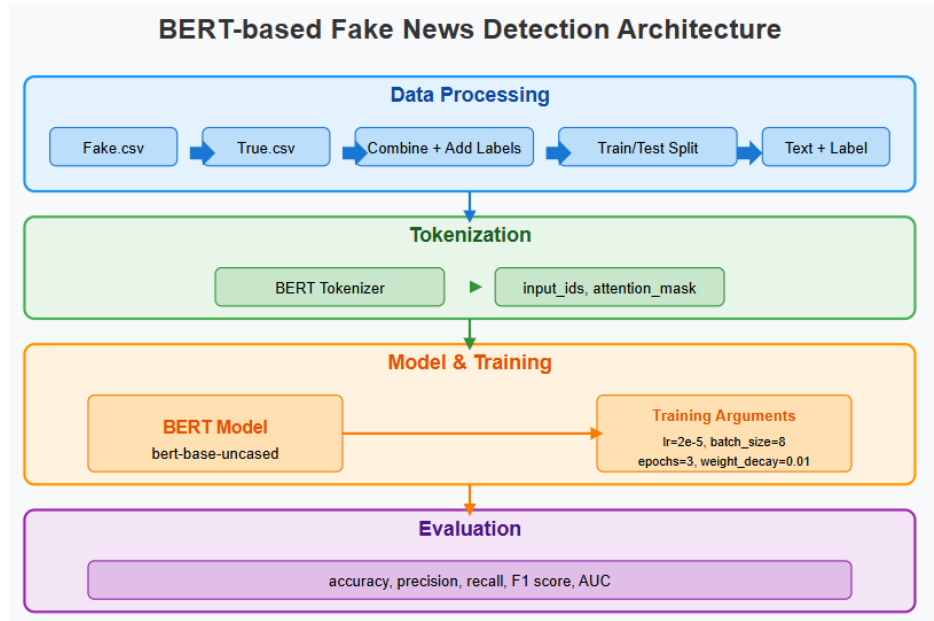 BERT-based Fake News Detection Architecture
Data Processing
Fake.csv
True.csv
Combine + Add Labels
Train/Test Split
Text + Label
Tokenization
BERT Tokenizer
input_ids, attention_mask
Model & Training
BERT Model
bert-base-uncased
Training Arguments
lr=2e-5, batch_size=8
epochs=3, weight_decay=0.01
Evaluation
accuracy, precision, recall, F1 score, AUC